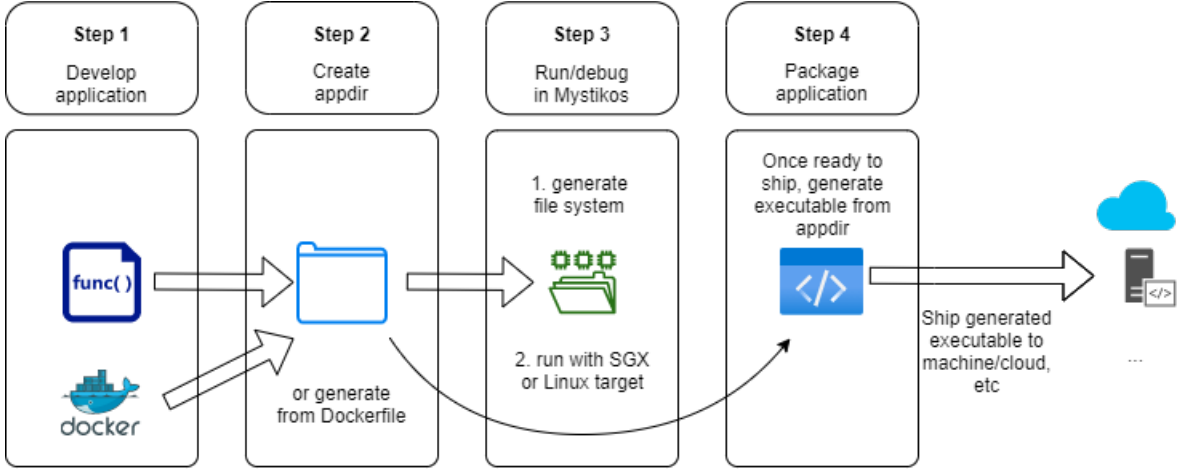 Step 1
Develop
application
Step 2
Create
appdir
Step 3
Run/debug
in Mystikos
Step 4
Package
application
func( )
docker
or generate
from Dockerfile
1. generate
file system
2. run with SGX
or Linux target
Once ready to
ship, generate
executable from
appdir
</>
Ship generated
executable to
machine/cloud,
etc
</>
...